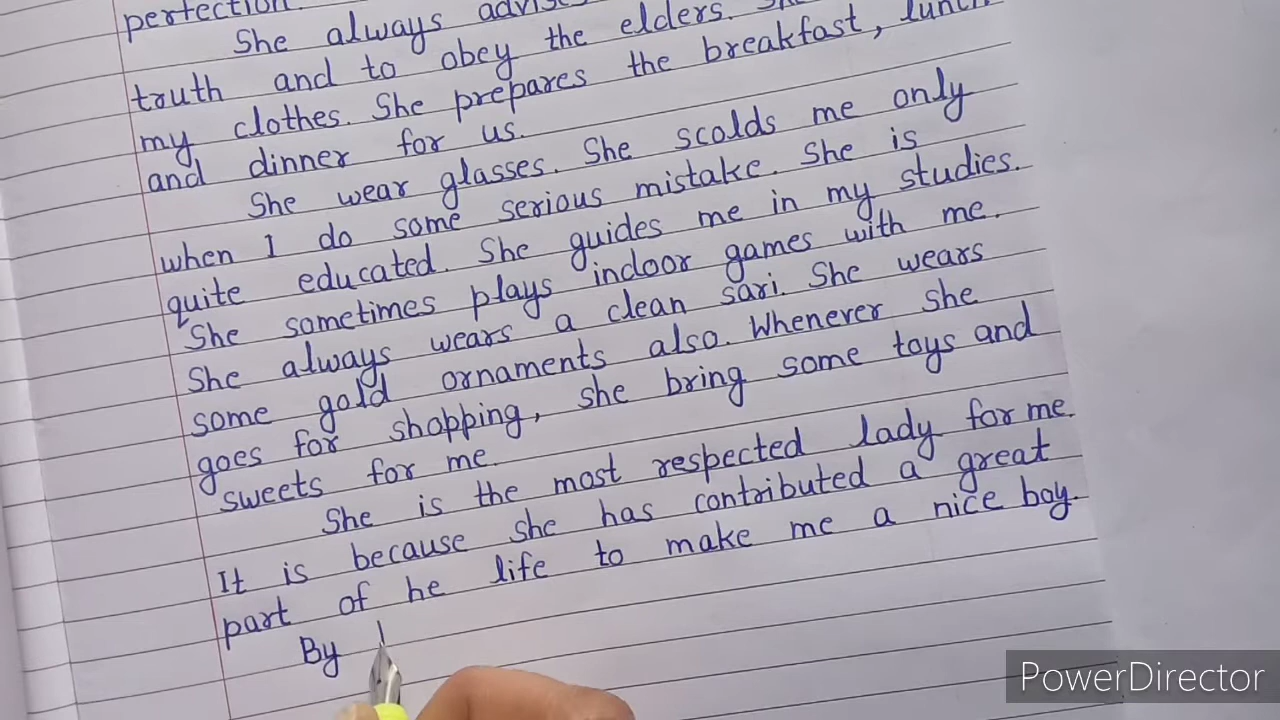 perfection.
She always advise
truth and to obey the elders.
my clothes. She prepares the breakfast, lunch
and dinner for us.
She wear glasses. She scolds me only
when I do some serious mistake. She is
quite educated. She guides me in my studies.
She sometimes plays indoor games with me.
She always wears a clean sari. She wears
some gold ornaments also. Whenever she
goes for shopping, she bring some toys and
sweets for me.
She is the most respected lady for me.
It is because she has contributed a great
part of he life to make me a nice boy.
By
PowerDirector